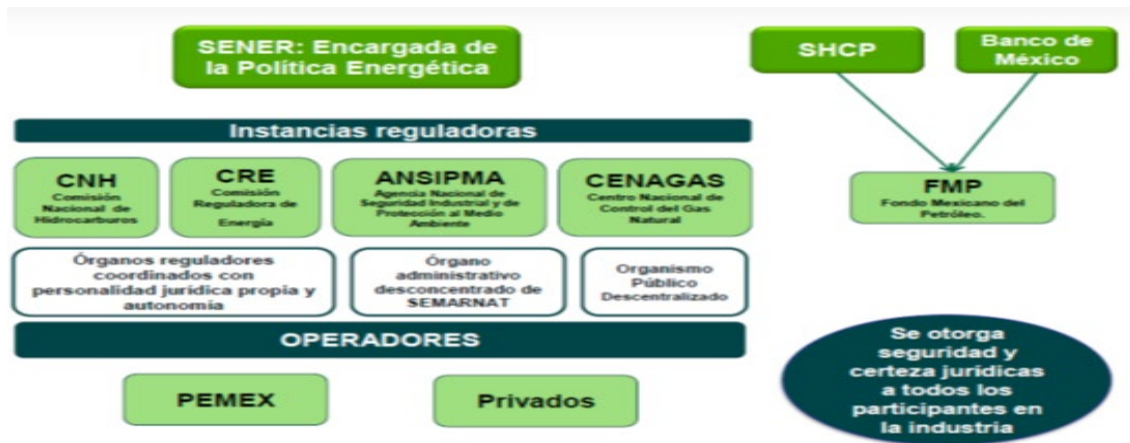 SENER: Encargada de
la Política Energética
SHCP
Banco de
México
Instancias reguladoras
CNH
Comisión
Nacional de
Hidrocarburos
CRE
Comisión
Reguladora de
Energía
ANSIPMA
Agencia Nacional de
Seguridad Industrial y de
Protección al Medio
Ambiente
CENAGAS
Centro Nacional de
Control del Gas
Natural
FMP
Fondo Mexicano del
Petróleo.
Órganos reguladores
coordinados con
personalidad jurídica propia y
autonomía
Órgano
administrativo
desconcentrado de
SEMARNAT
Organismo
Público
Descentralizado
OPERADORES
PEMEX
Privados
Se otorga
seguridad y
certeza jurídicas
a todos los
participantes en
la industria